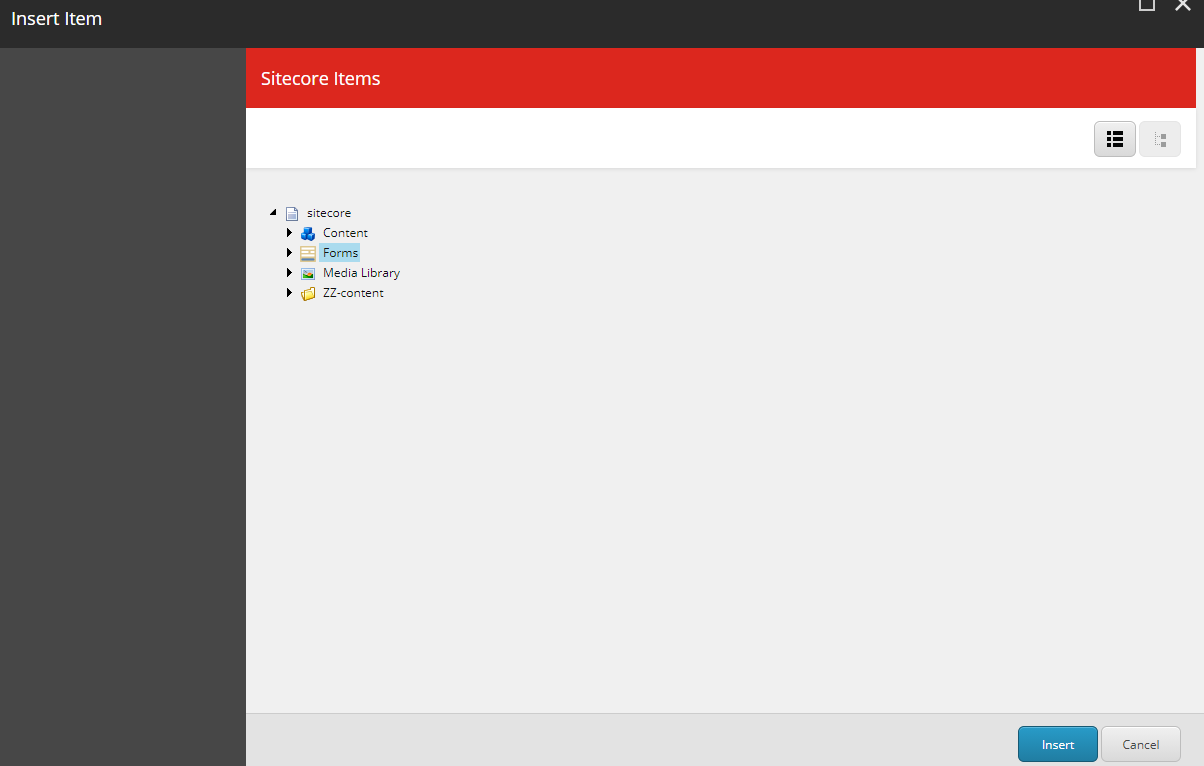 Insert Item
Sitecore Items
sitecore
Content
Forms
Media Library
ZZ-content
Insert
Cancel